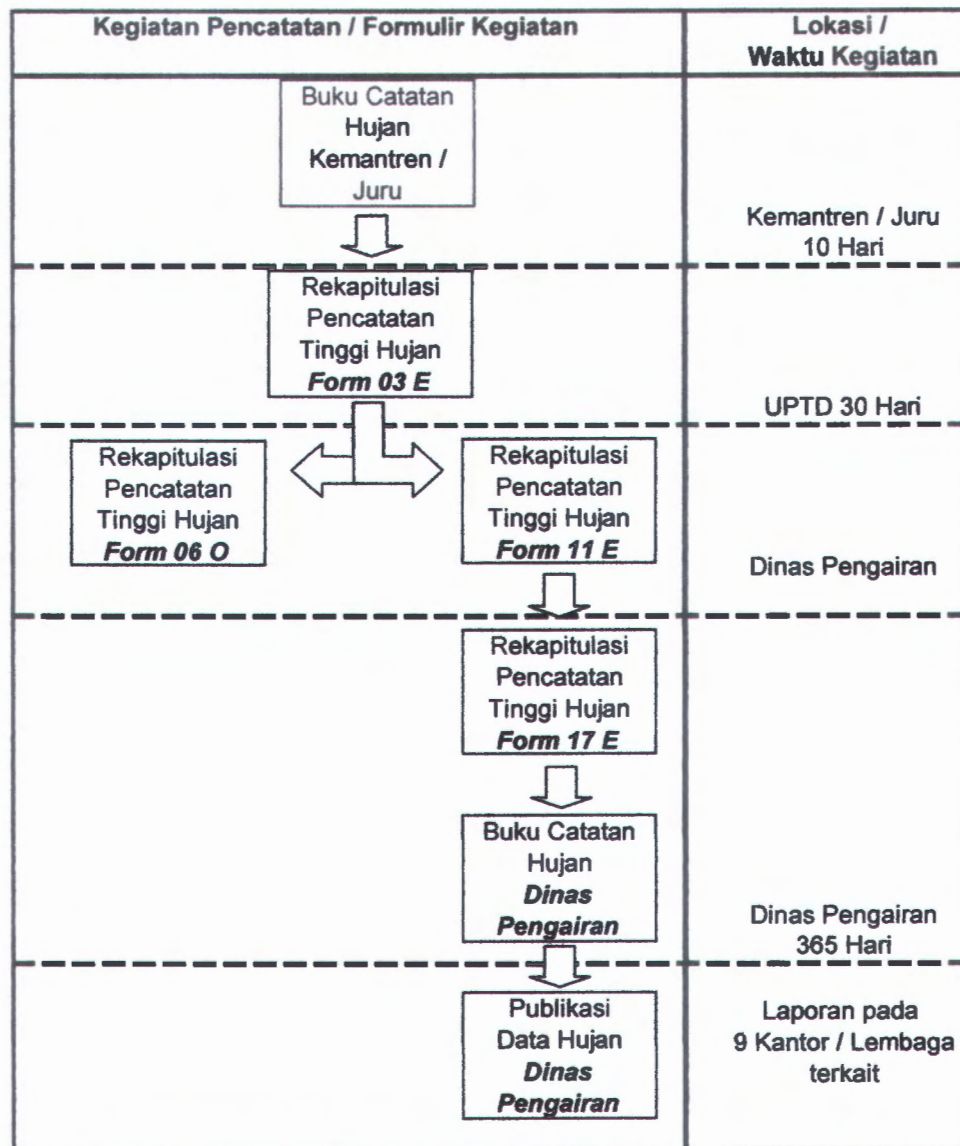 Kegiatan Pencatatan / Formulir Kegiatan
Lokasi /
Waktu Kegiatan
Buku Catatan
Hujan
Kemantren /
Juru
Kemantren / Juru
10 Hari
Rekapitulasi
Pencatatan
Tinggi Hujan
Form 03 E
UPTD 30 Hari
Rekapitulasi
Pencatatan
Tinggi Hujan
Form 06 O
Rekapitulasi
Pencatatan
Tinggi Hujan
Form 11 E
Dinas Pengairan
Rekapitulasi
Pencatatan
Tinggi Hujan
Form 17 E
Buku Catatan
Hujan
Dinas
Pengairan
Dinas Pengairan
365 Hari
Publikasi
Data Hujan
Dinas
Pengairan
Laporan pada
9 Kantor / Lembaga
terkait